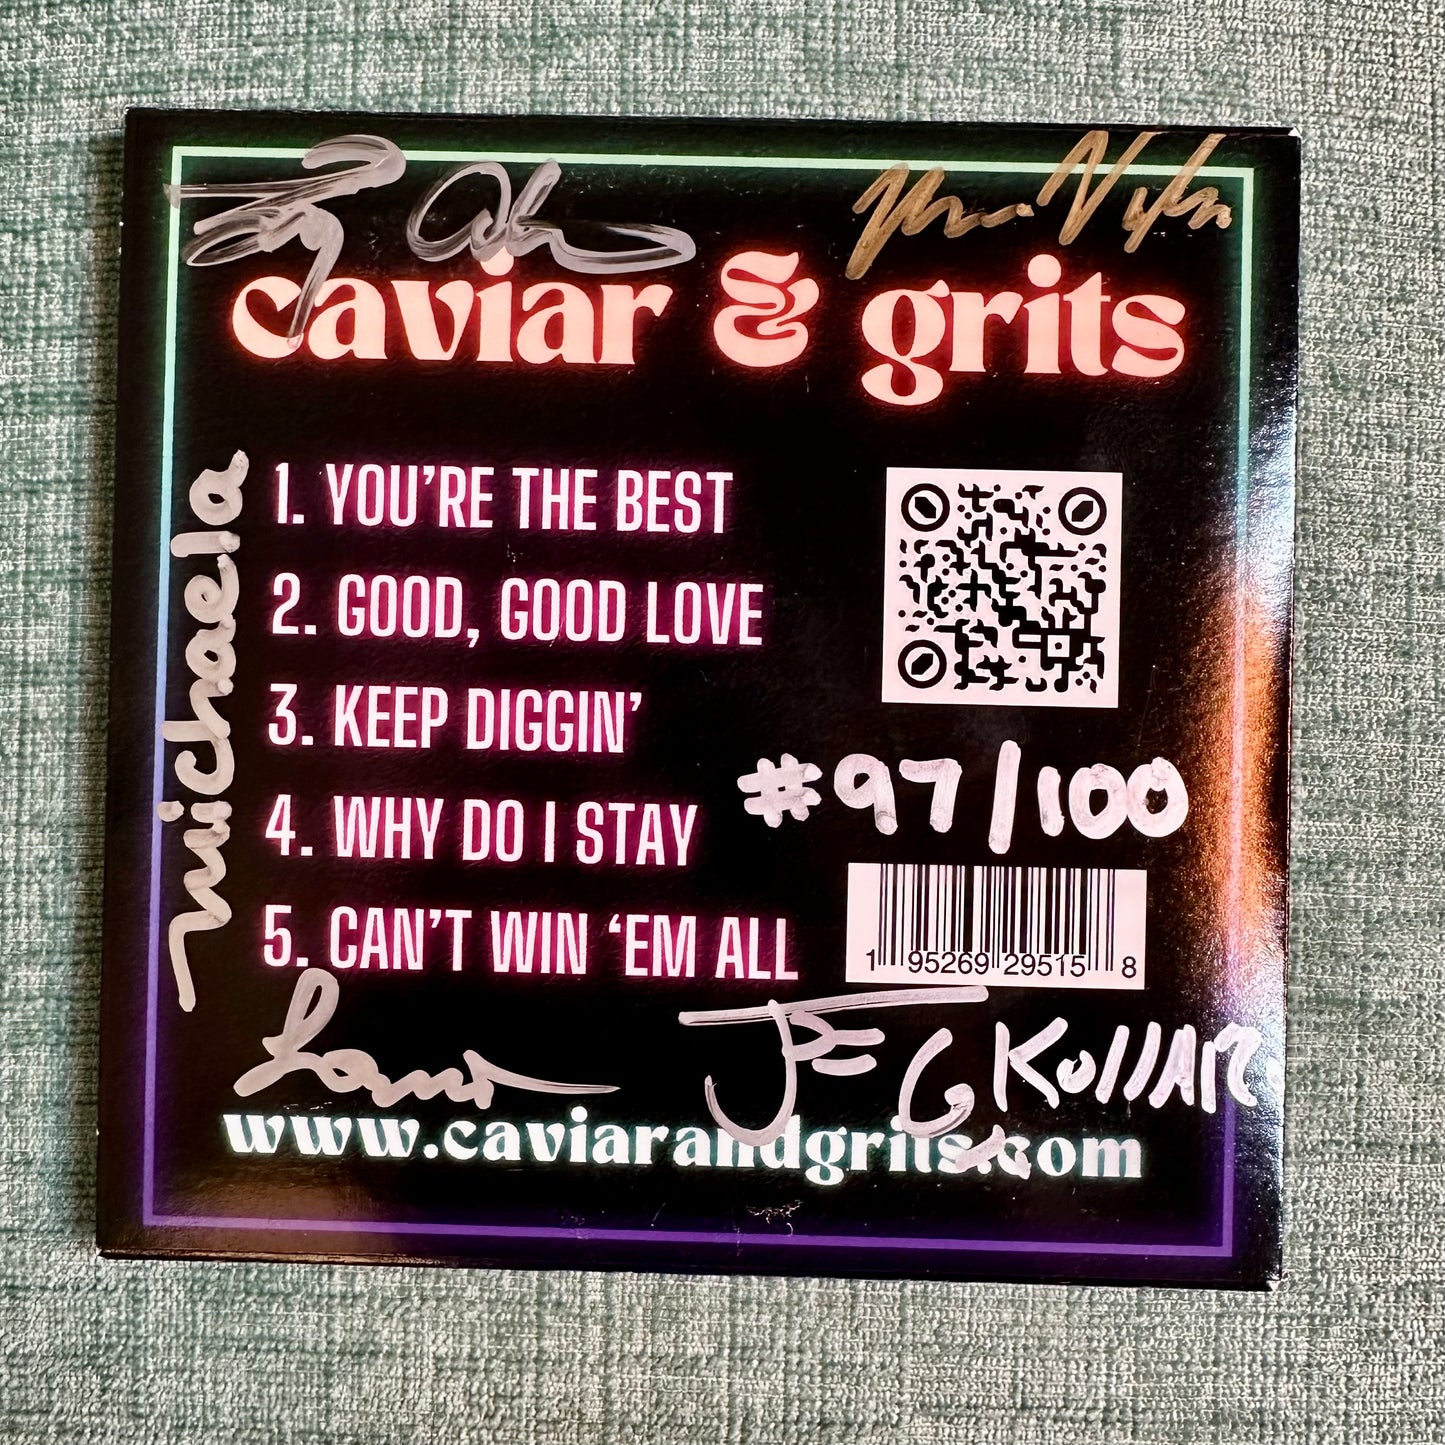 caviar & grits
1. YOU'RE THE BEST
2. GOOD, GOOD LOVE
3. KEEP DIGGIN'
4. WHY DO I STAY
5. CAN'T WIN ‘EM ALL
michaela
#97/100
1 95269 29515 8
Kollar
www.caviarandgrits.com